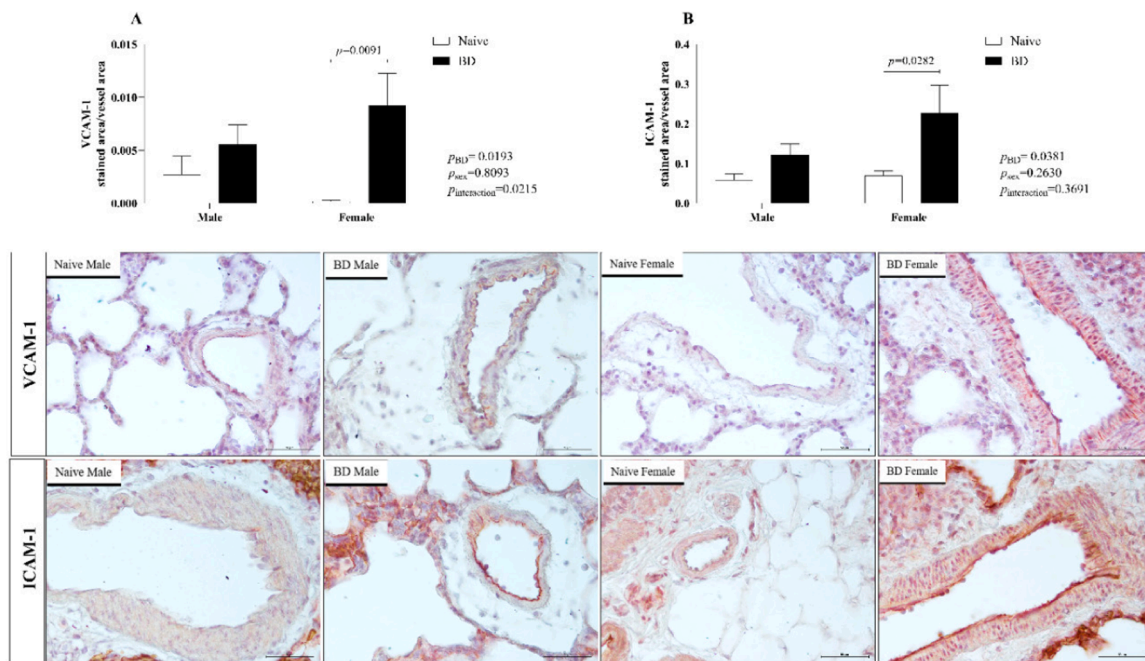 A
VCAM-1
stained area/vessel area
0.015
0.010
0.005
0.000
p=0.0091
Naive
BD
pBD= 0.0193
psex=0.8093
pinteraction=0.0215
Male
Female
B
ICAM-1
stained area/vessel area
0.4
0.3
0.2
0.1
0.0
p=0.0282
Naive
BD
pBD= 0.0381
psex=0.2630
pinteraction=0.3691
Male
Female
VCAM-1
Naive Male
BD Male
Naive Female
BD Female
ICAM-1
Naive Male
BD Male
Naive Female
BD Female